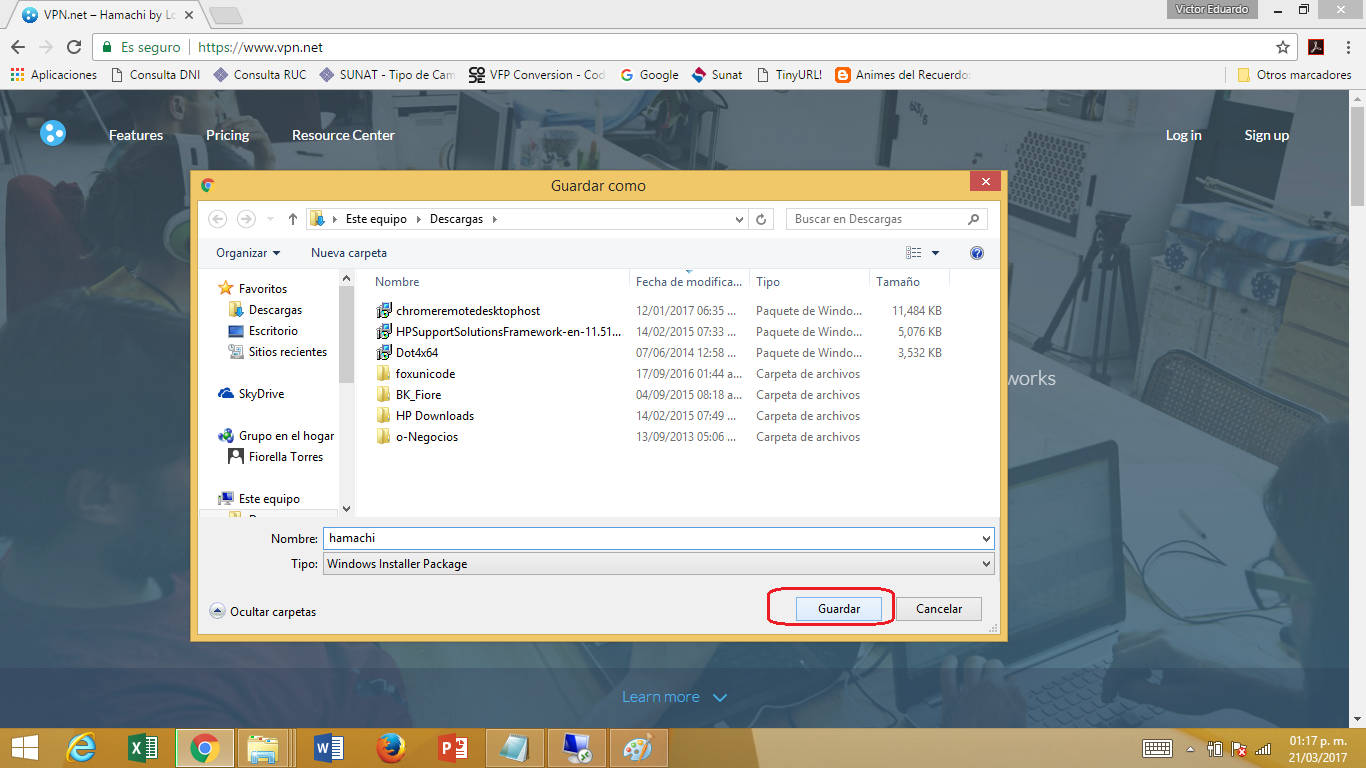 VPN.net – Hamachi by Lo
Victor Eduardo
Es seguro
https://www.vpn.net
Aplicaciones
Consulta DNI
Consulta RUC
SUNAT - Tipo de Cam
VFP Conversion - Cod
Google
Sunat
TinyURL!
Animes del Recuerdo:
Otros marcadores
Features
Pricing
Resource Center
Log in
Sign up
Guardar como
Este equipo
Descargas
Buscar en Descargas
Organizar
Nueva carpeta
Favoritos
Descargas
Escritorio
Sitios recientes
SkyDrive
Grupo en el hogar
Fiorella Torres
Este equipo
Nombre
Fecha de modifica...
Tipo
Tamaño
chromeremotedesktophost
12/01/2017 06:35 ...
Paquete de Windo...
11,484 KB
HPSupportSolutionsFramework-en-11.51...
14/02/2015 07:33 ...
Paquete de Windo...
5,076 KB
Dot4x64
07/06/2014 12:58 ...
Paquete de Windo...
3,532 KB
foxunicode
17/09/2016 01:44 a...
Carpeta de archivos
BK_Fiore
04/09/2015 08:18 a...
Carpeta de archivos
HP Downloads
14/02/2015 07:49 ...
Carpeta de archivos
o-Negocios
13/09/2013 05:06 ...
Carpeta de archivos
works
Nombre:
hamachi
Tipo:
Windows Installer Package
Ocultar carpetas
Guardar
Cancelar
Learn more
01:17 p. m.
21/03/2017